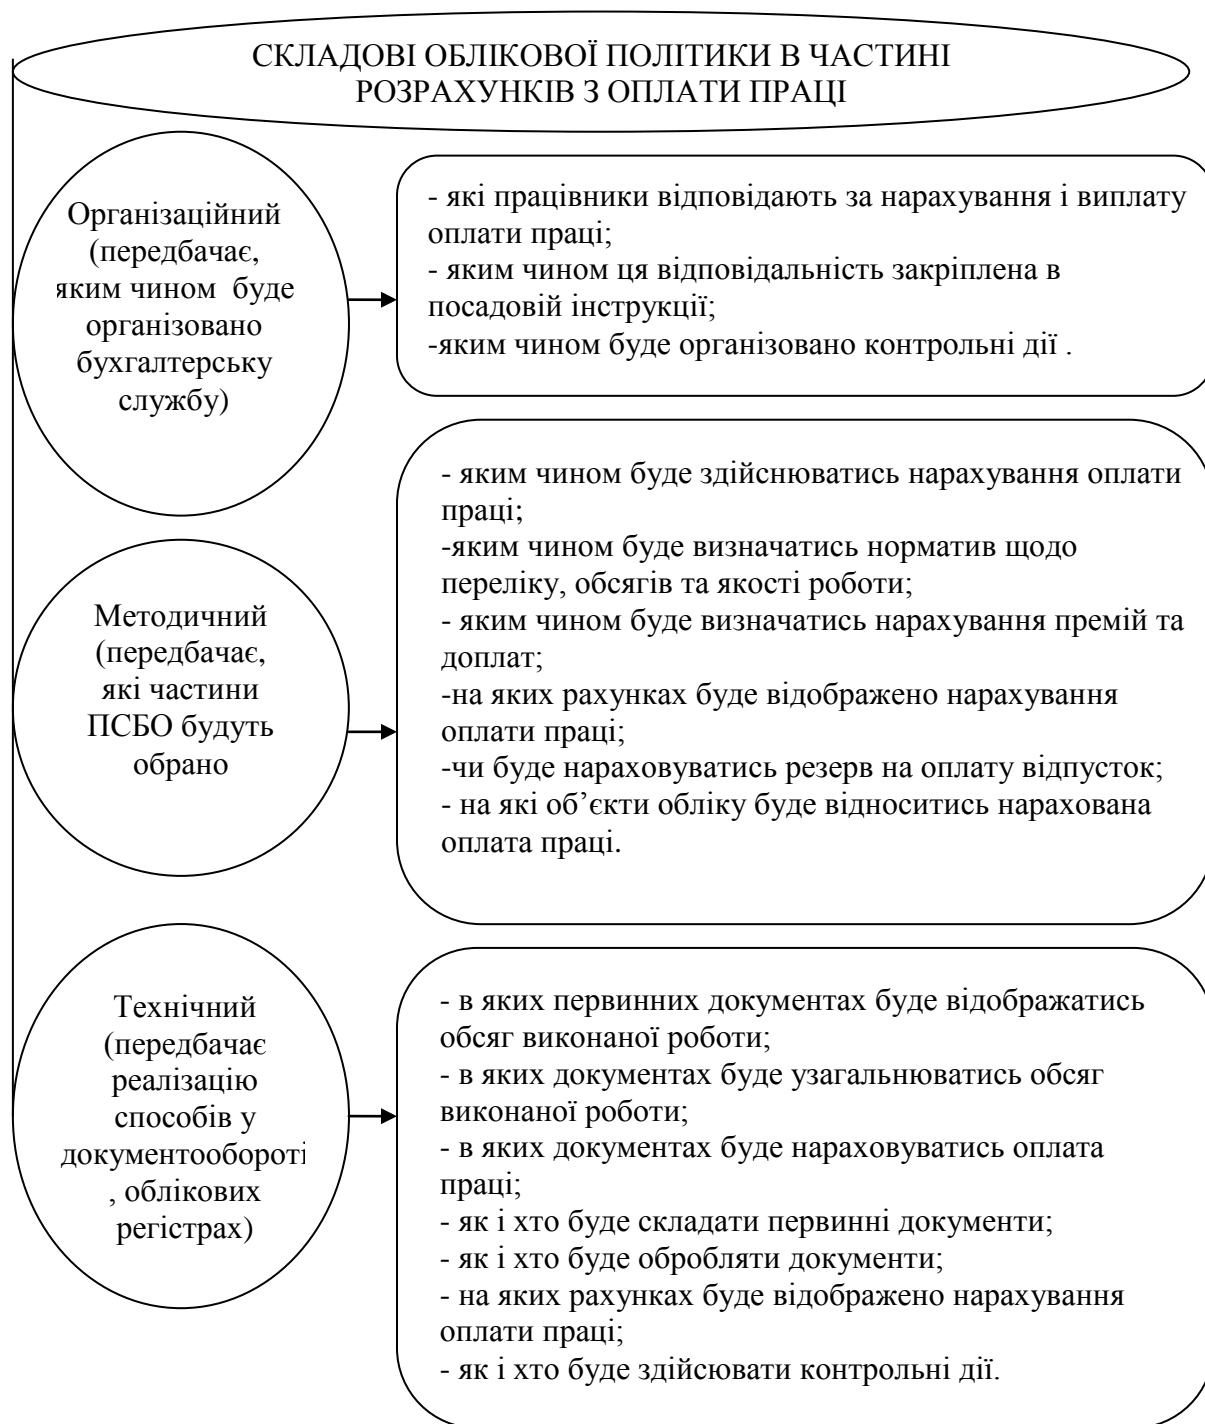 СКЛАДОВІ ОБЛІКОВОЇ ПОЛІТИКИ В ЧАСТИНІ
РОЗРАХУНКІВ З ОПЛАТИ ПРАЦІ
Організаційний
(передбачає,
яким чином буде
організовано
бухгалтерську
службу)
- які працівники відповідають за нарахування і виплату
оплати праці;
- яким чином ця відповідальність закріплена в
посадовій інструкції;
-яким чином буде організовано контрольні дії .
Методичний
(передбачає,
які частини
ПСБО будуть
обрано
- яким чином буде здійснюватись нарахування оплати
праці;
-яким чином буде визначатись норматив щодо
переліку, обсягів та якості роботи;
- яким чином буде визначатись нарахування премій та
доплат;
-на яких рахунках буде відображено нарахування
оплати праці;
-чи буде нараховуватись резерв на оплату відпусток;
- на які об’єкти обліку буде відноситись нарахована
оплата праці.
Технічний
(передбачає
реалізацію
способів у
документообороті
, облікових
регістрах)
- в яких первинних документах буде відображатись
обсяг виконаної роботи;
- в яких документах буде узагальнюватись обсяг
виконаної роботи;
- в яких документах буде нараховуватись оплата
праці;
- як і хто буде складати первинні документи;
- як і хто буде обробляти документи;
- на яких рахунках буде відображено нарахування
оплати праці;
- як і хто буде здійсювати контрольні дії.